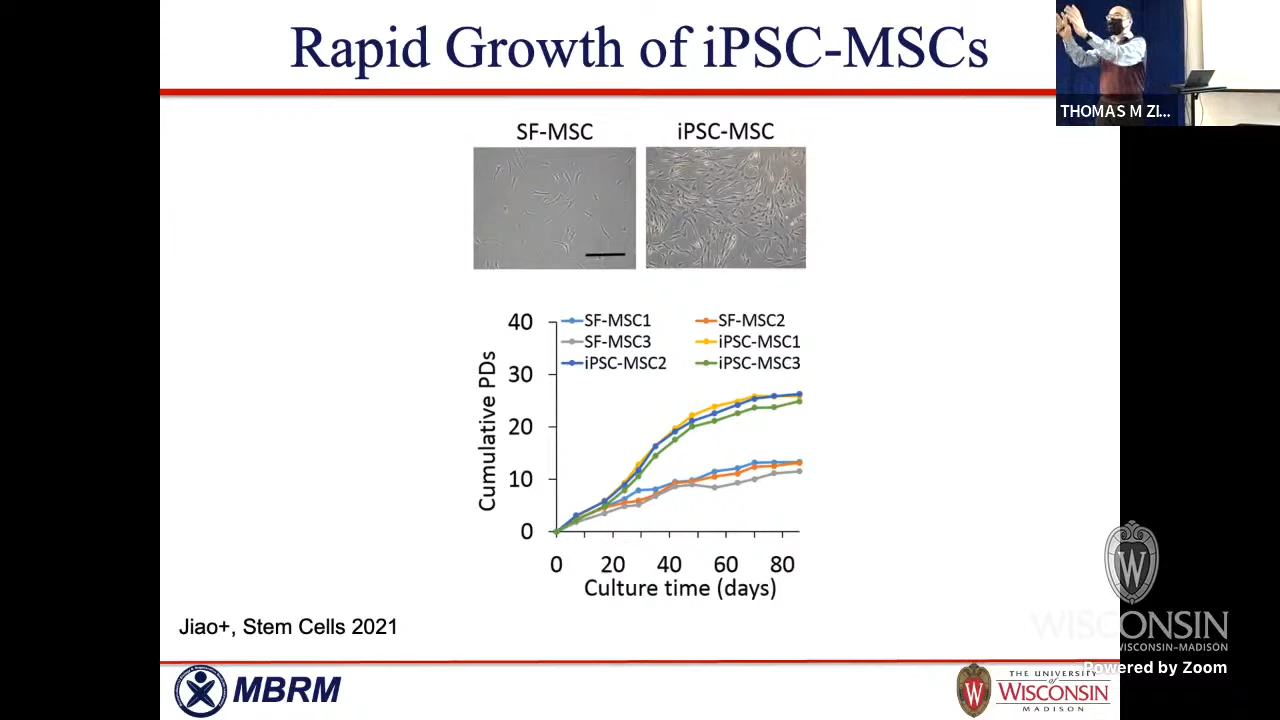 Rapid Growth of iPSC-MSCs
THOMAS M ZI...
SF-MSC iPSC-MSC
40
30
20
10
0
Cumulative PDs
SF-MSC1 SF-MSC2
SF-MSC3 iPSC-MSC1
iPSC-MSC2 iPSC-MSC3
0 20 40 60 80
Culture time (days)
Jiao+, Stem Cells 2021
MBRM
W
WISCONSIN
WISCONSIN-MADISON
Powered by Zoom
W
THE UNIVERSITY
of
WISCONSIN
MADISON